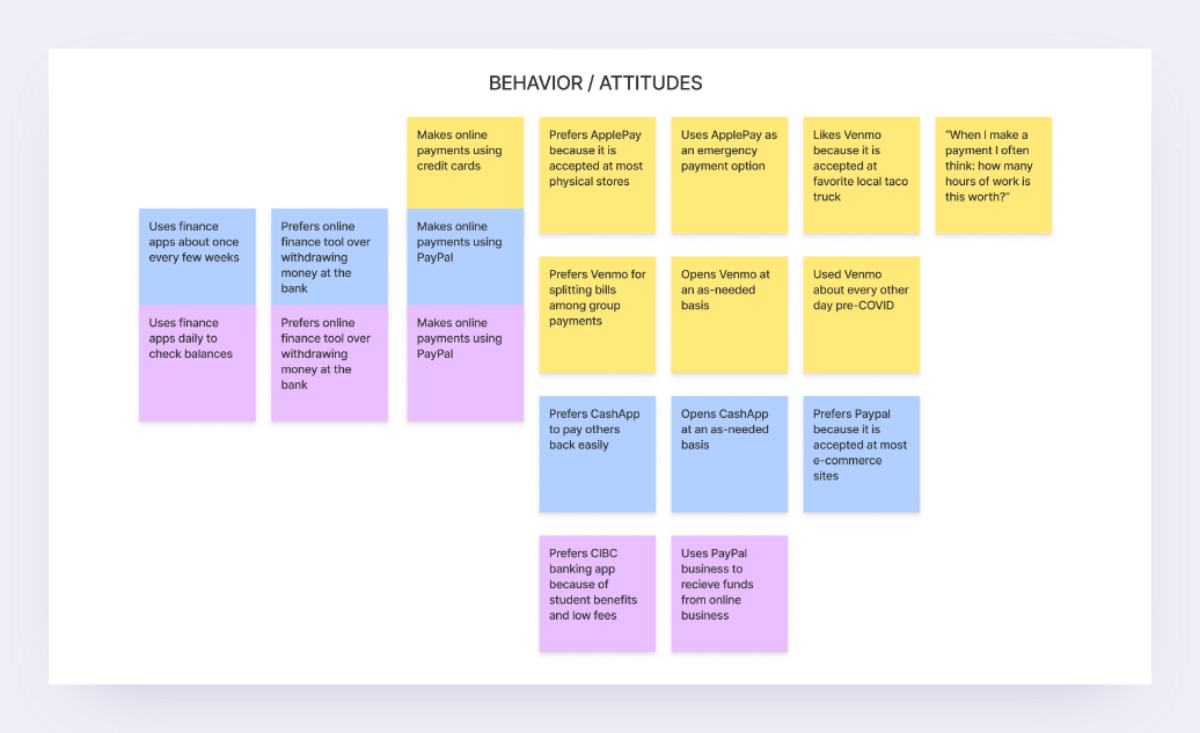 BEHAVIOR / ATTITUDES
Makes online
payments using
credit cards
Prefers ApplePay
because it is
accepted at most
physical stores
Uses ApplePay as
an emergency
payment option
Likes Venmo
because it is
accepted at
favorite local taco
truck
“When I make a
payment I often
think: how many
hours of work is
this worth?”
Uses finance
apps about once
every few weeks
Prefers online
finance tool over
withdrawing
money at the
bank
Makes online
payments using
PayPal
Prefers Venmo for
splitting bills
among group
payments
Opens Venmo at
an as-needed
basis
Used Venmo
about every other
day pre-COVID
Uses finance
apps daily to
check balances
Prefers online
finance tool over
withdrawing
money at the
bank
Makes online
payments using
PayPal
Prefers CashApp
to pay others
back easily
Opens CashApp
at an as-needed
basis
Prefers Paypal
because it is
accepted at most
e-commerce
sites
Prefers CIBC
banking app
because of
student benefits
and low fees
Uses PayPal
business to
recieve funds
from online
business